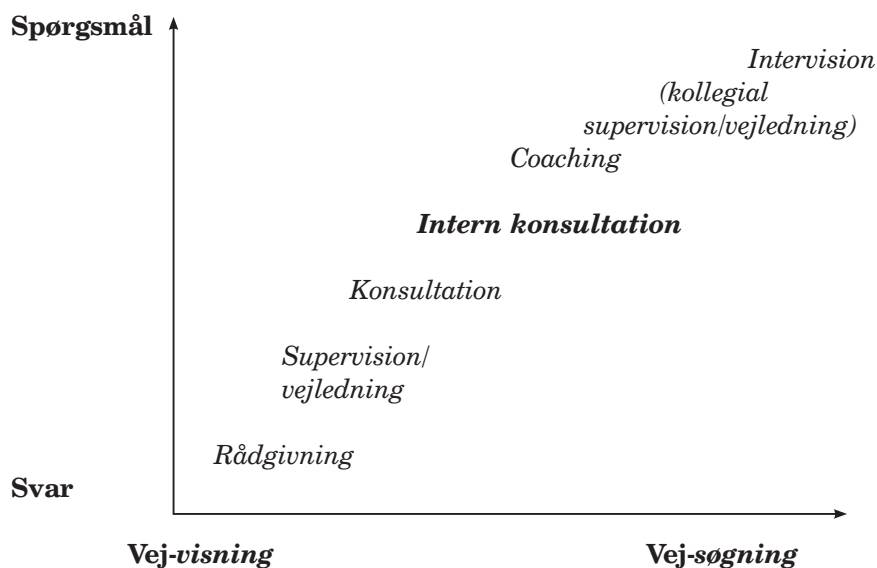 Spørgsmål
Intervision
(kollegial
supervision/vejledning)
Coaching
Intern konsultation
Konsultation
Supervision/
vejledning
Rådgivning
Svar
Vej-visning
Vej-søgning